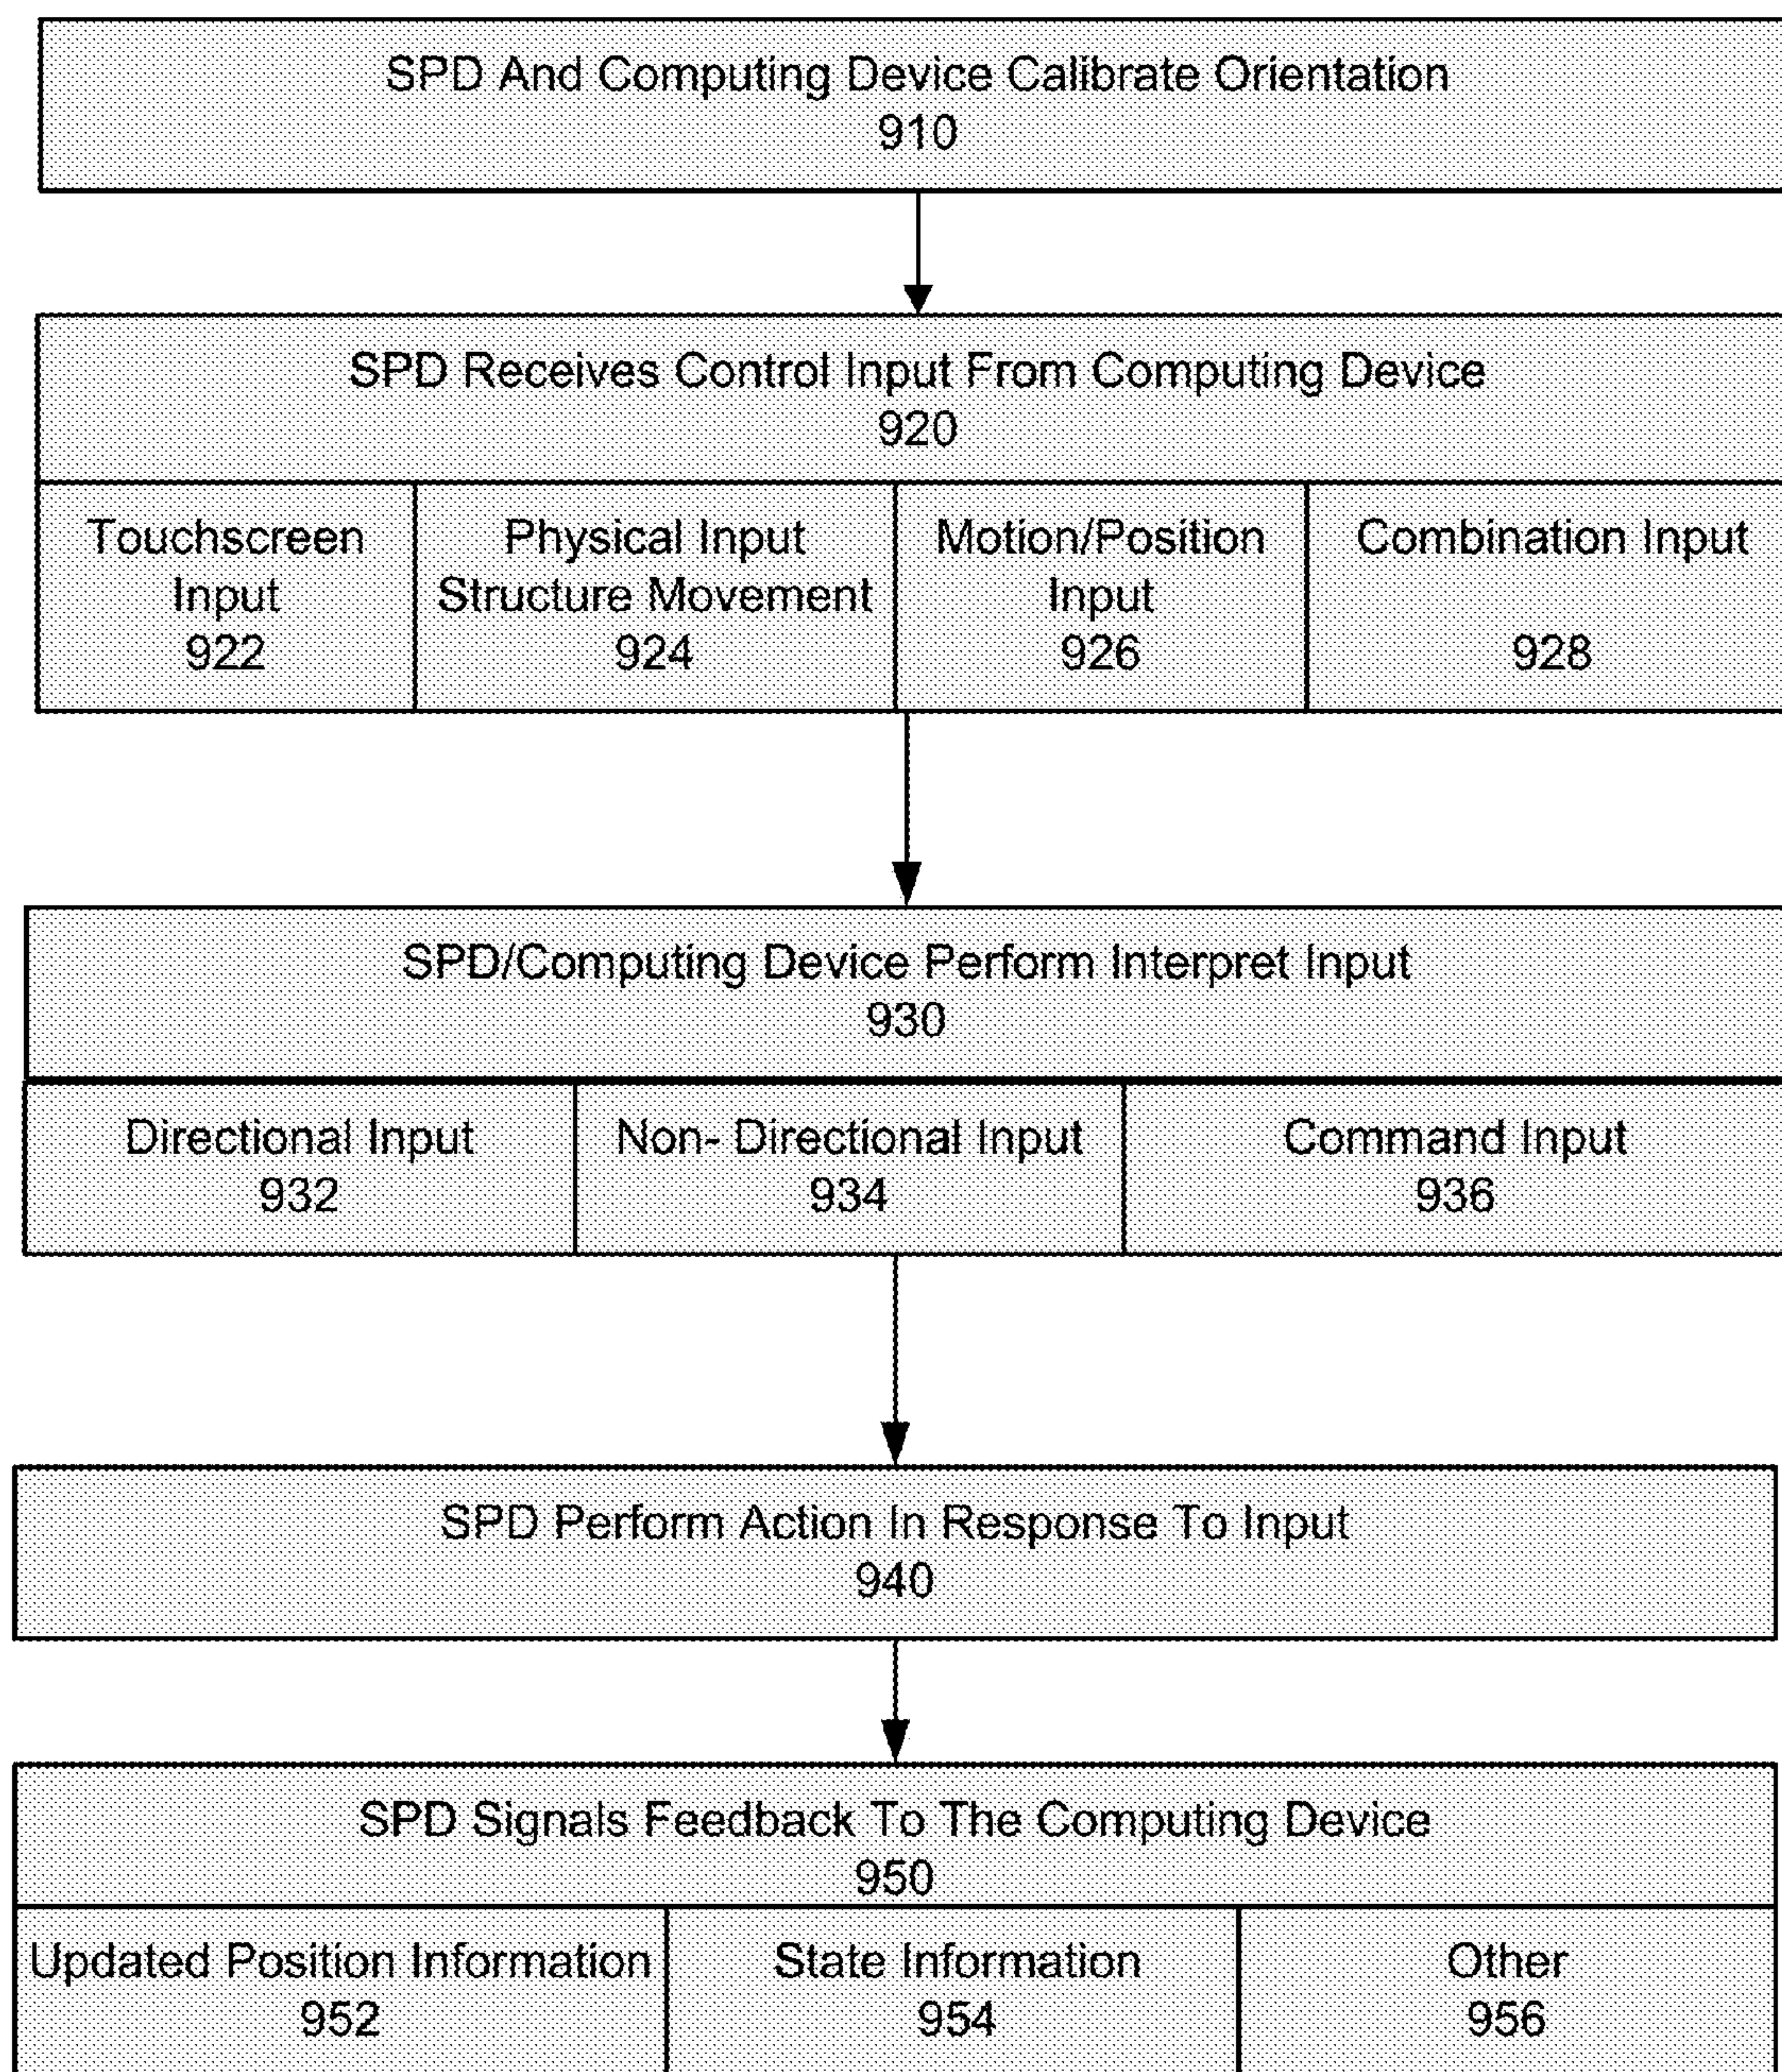 SPD And Computing Device Calibrate Orientation
910
SPD Receives Control Input From Computing Device
920
Touchscreen
Input
922
Physical Input
Structure Movement
924
Motion/Position
Input
926
Combination Input
928
SPD/Computing Device Perform Interpret Input
930
Directional Input
932
Non- Directional Input
934
Command Input
936
SPD Perform Action In Response To Input
940
SPD Signals Feedback To The Computing Device
950
Updated Position Information
952
State Information
954
Other
956